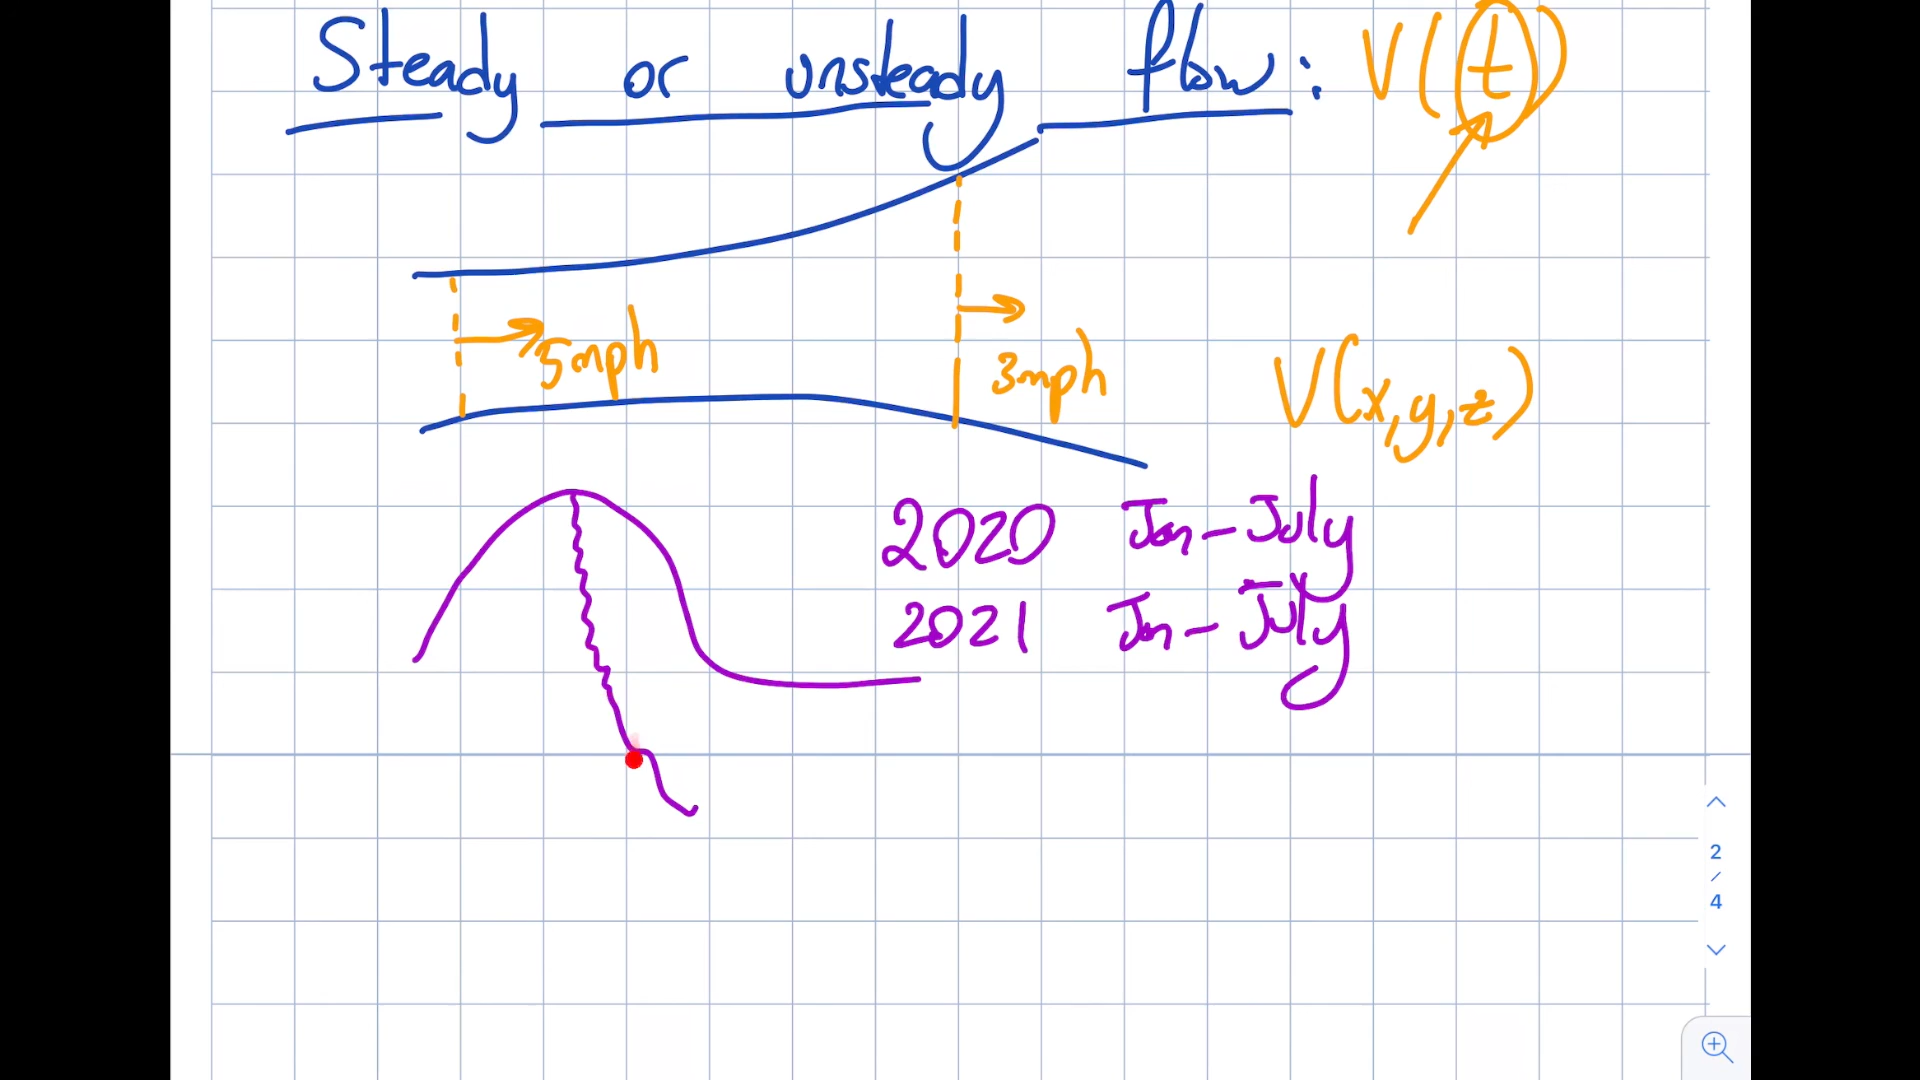 Steady or unsteady flow: V(t)
5mph
3mph
V(x,y,z)
2020 Jan-July
2021 Jan-July
2
/
4